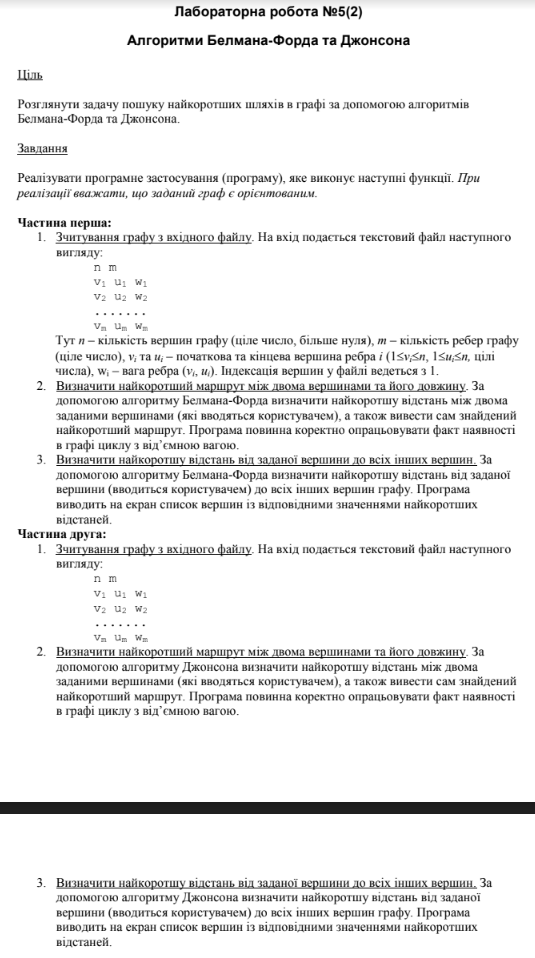 Лабораторна робота №5(2)
Алгоритми Белмана-Форда та Джонсона
Ціль
Розглянути задачу пошуку найкоротших шляхів в графі за допомогою алгоритмів
Белмана-Форда та Джонсона.
Завдання
Реалізувати програмне застосування (програму), яке виконує наступні функції. При
реалізації вважати, що заданий граф є орієнтованим.
Частина перша:
1. Зчитування графу з вхідного файлу. На вхід подається текстовий файл наступного
вигляду:
n m
v₁ u₁ w₁
v₂ u₂ w₂
.......
vₘ uₘ wₘ
Тут n – кількість вершин графу (ціле число, більше нуля), m – кількість ребер графу
(ціле число), vᵢ та uᵢ – початкова та кінцева вершина ребра i (1≤vᵢ≤n, 1≤uᵢ≤n, цілі
числа), wᵢ – вага ребра (vᵢ, uᵢ). Індексація вершин у файлі ведеться з 1.
2. Визначити найкоротший маршрут між двома вершинами та його довжину. За
допомогою алгоритму Белмана-Форда визначити найкоротшу відстань між двома
заданими вершинами (які вводяться користувачем), а також вивести сам знайдений
найкоротший маршрут. Програма повинна коректно опрацьовувати факт наявності
в графі циклу з від’ємною вагою.
3. Визначити найкоротшу відстань від заданої вершини до всіх інших вершин. За
допомогою алгоритму Белмана-Форда визначити найкоротшу відстань від заданої
вершини (вводиться користувачем) до всіх інших вершин графу. Програма
виводить на екран список вершин із відповідними значеннями найкоротших
відстаней.
Частина друга:
1. Зчитування графу з вхідного файлу. На вхід подається текстовий файл наступного
вигляду:
n m
v₁ u₁ w₁
v₂ u₂ w₂
.......
vₘ uₘ wₘ
2. Визначити найкоротший маршрут між двома вершинами та його довжину. За
допомогою алгоритму Джонсона визначити найкоротшу відстань між двома
заданими вершинами (які вводяться користувачем), а також вивести сам знайдений
найкоротший маршрут. Програма повинна коректно опрацьовувати факт наявності
в графі циклу з від’ємною вагою.
3. Визначити найкоротшу відстань від заданої вершини до всіх інших вершин. За
допомогою алгоритму Джонсона визначити найкоротшу відстань від заданої
вершини (вводиться користувачем) до всіх інших вершин графу. Програма
виводить на екран список вершин із відповідними значеннями найкоротших
відстаней.